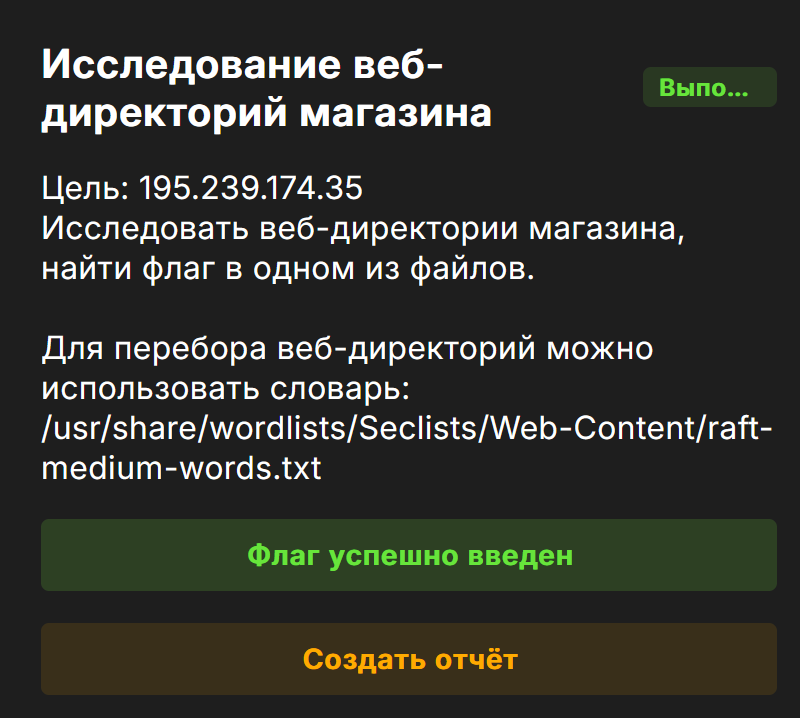 Исследование веб-
директорий магазина
Выпо...
Цель: 195.239.174.35
Исследовать веб-директории магазина,
найти флаг в одном из файлов.
Для перебора веб-директорий можно
использовать словарь:
/usr/share/wordlists/Seclists/Web-Content/raft-
medium-words.txt
Флаг успешно введен
Создать отчёт